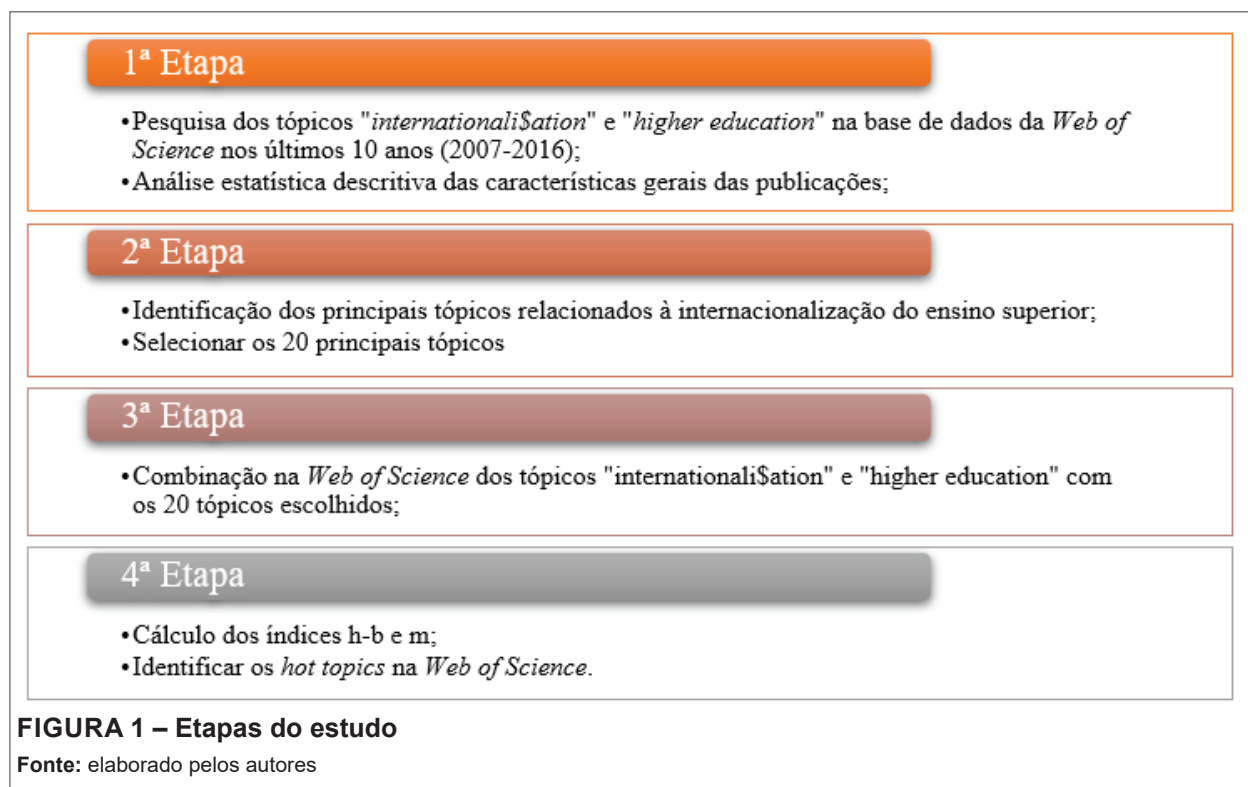 1ª Etapa
•Pesquisa dos tópicos "internationali$ation" e "higher education" na base de dados da Web of
Science nos últimos 10 anos (2007-2016);
•Análise estatística descritiva das características gerais das publicações;
2ª Etapa
•Identificação dos principais tópicos relacionados à internacionalização do ensino superior;
•Selecionar os 20 principais tópicos
3ª Etapa
•Combinação na Web of Science dos tópicos "internationali$ation" e "higher education" com
os 20 tópicos escolhidos;
4ª Etapa
•Cálculo dos índices h-b e m;
•Identificar os hot topics na Web of Science.
FIGURA 1 – Etapas do estudo
Fonte: elaborado pelos autores